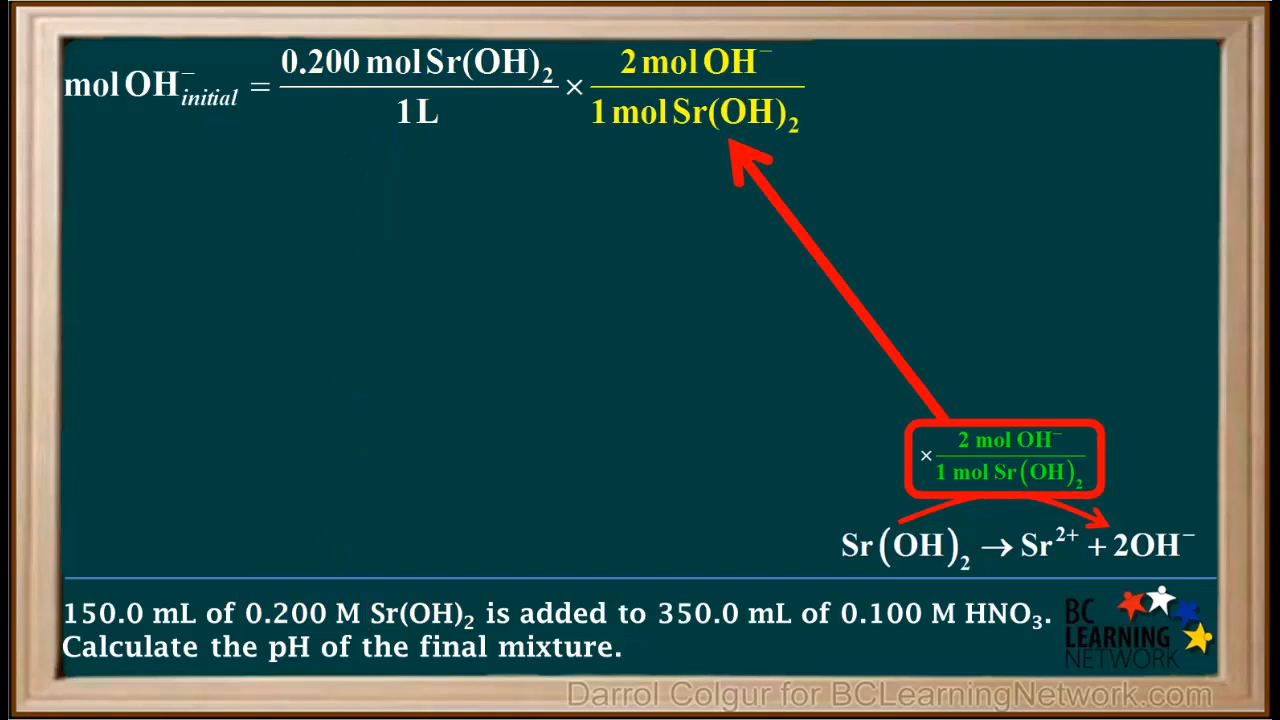 mol OH⁻initial = 0.200 mol Sr(OH)₂ / 1 L × 2 mol OH⁻ / 1 mol Sr(OH)₂
× 2 mol OH⁻ / 1 mol Sr(OH)₂
Sr(OH)₂ → Sr²⁺ + 2OH⁻
150.0 mL of 0.200 M Sr(OH)₂ is added to 350.0 mL of 0.100 M HNO₃.
Calculate the pH of the final mixture.
BC
LEARNING
NETWORK
Darrol Colgur for BCLearningNetwork.com